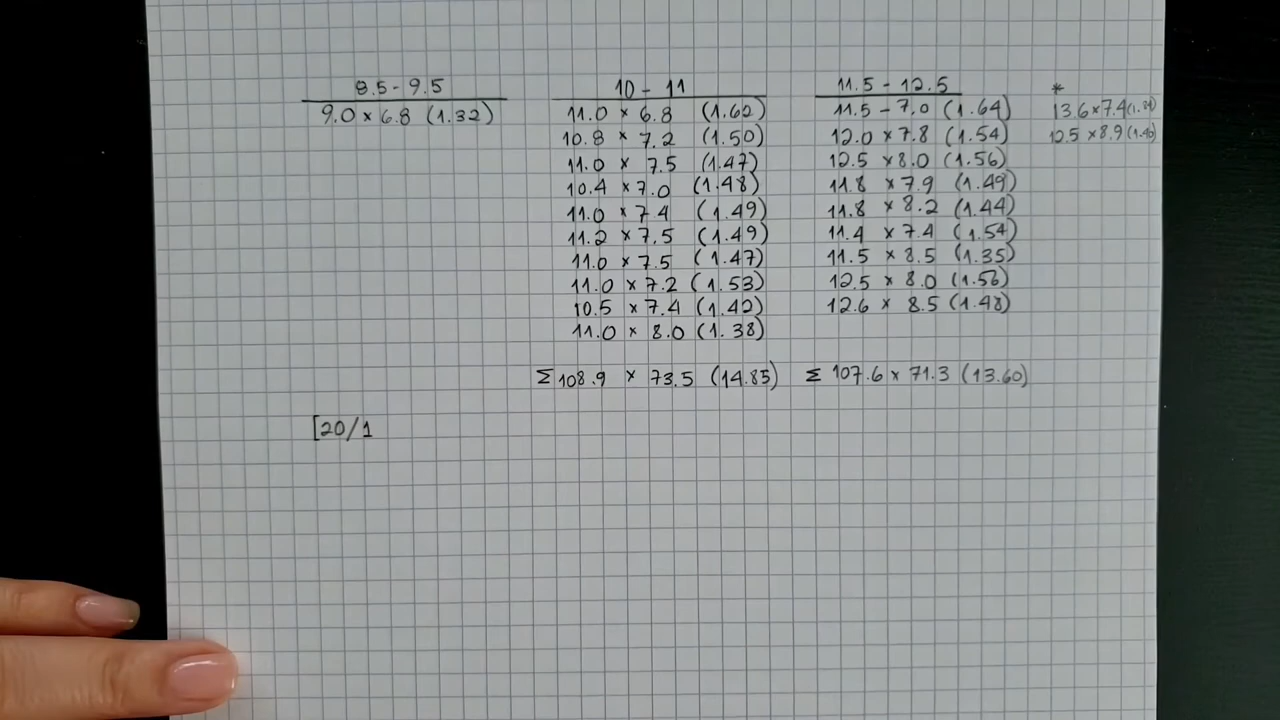 8.5 - 9.5
9.0 × 6.8 (1.32)
10 - 11
11.0 × 6.8 (1.62)
10.8 × 7.2 (1.50)
11.0 × 7.5 (1.47)
10.4 × 7.0 (1.48)
11.0 × 7.4 (1.49)
11.2 × 7.5 (1.49)
11.0 × 7.5 (1.47)
11.0 × 7.2 (1.53)
10.5 × 7.4 (1.42)
11.0 × 8.0 (1.38)
Σ 108.9 × 73.5 (14.85)
11.5 - 12.5
11.5 - 7.0 (1.64)
12.0 × 7.8 (1.54)
12.5 × 8.0 (1.56)
11.8 × 7.9 (1.49)
11.8 × 8.2 (1.44)
11.4 × 7.4 (1.54)
11.5 × 8.5 (1.35)
12.5 × 8.0 (1.56)
12.6 × 8.5 (1.48)
Σ 107.6 × 71.3 (13.60)
*
13.6 × 7.4
12.5 × 8.9 (1.40)
[20/1